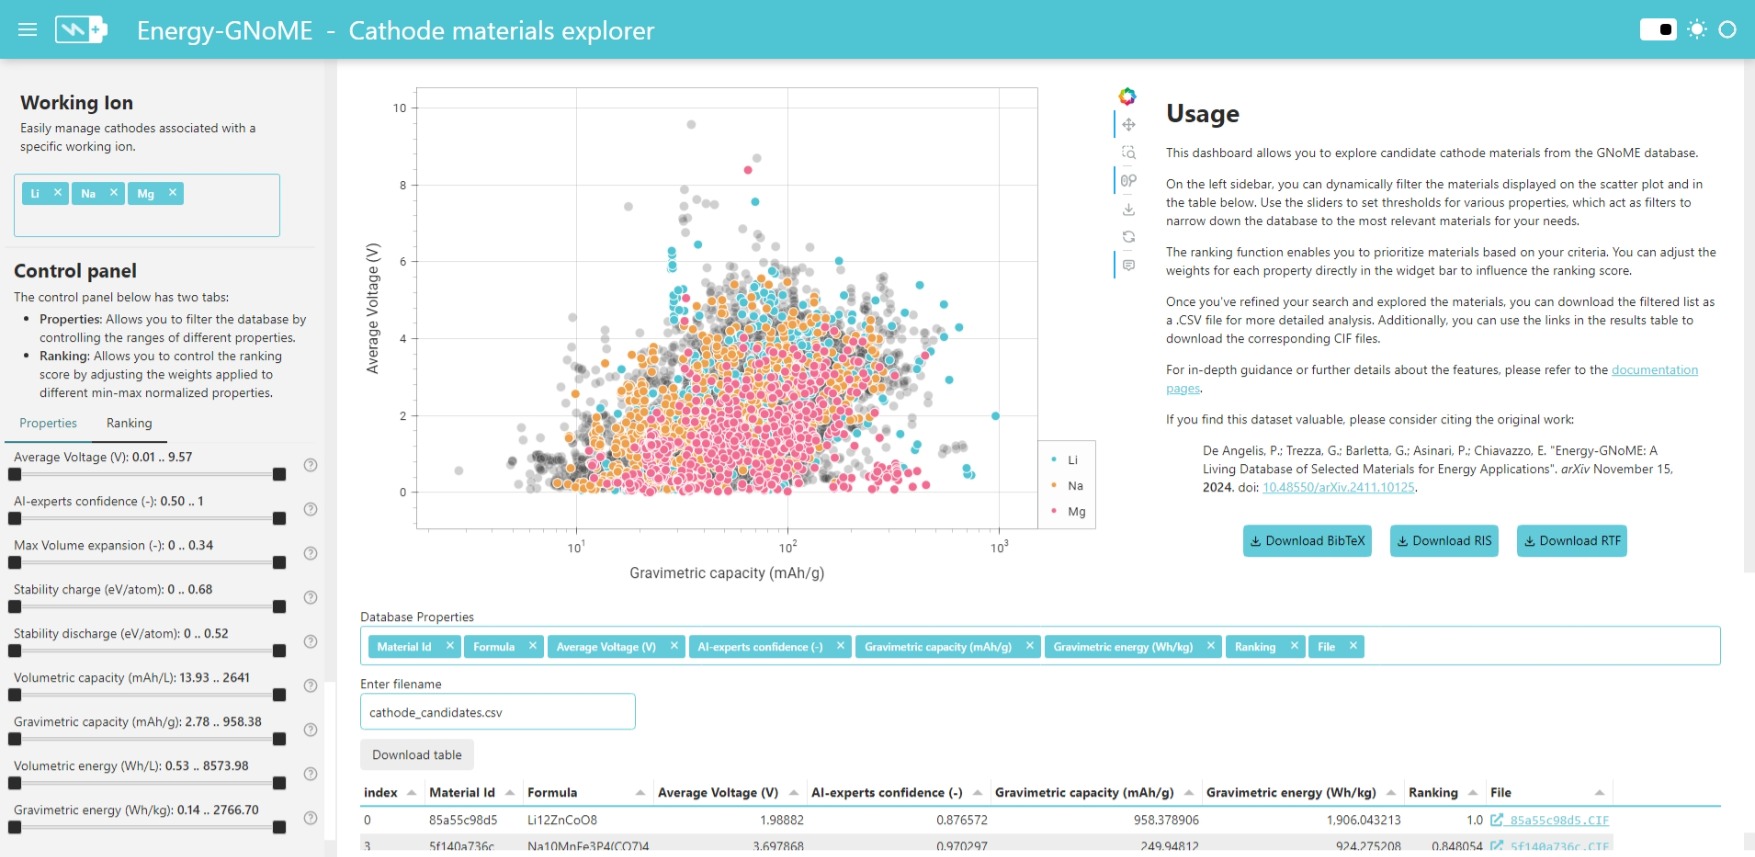 Energy-GNoME - Cathode materials explorer
Working Ion
Easily manage cathodes associated with a
specific working ion.
Li × Na × Mg ×
Control panel
The control panel below has two tabs:
• Properties: Allows you to filter the database by
controlling the ranges of different properties.
• Ranking: Allows you to control the ranking
score by adjusting the weights applied to
different min-max normalized properties.
Properties Ranking
Average Voltage (V): 0.01 .. 9.57
AI-experts confidence (-): 0.50 .. 1
Max Volume expansion (-): 0 .. 0.34
Stability charge (eV/atom): 0 .. 0.68
Stability discharge (eV/atom): 0 .. 0.52
Volumetric capacity (mAh/L): 13.93 .. 2641
Gravimetric capacity (mAh/g): 2.78 .. 958.38
Volumetric energy (Wh/L): 0.53 .. 8573.98
Gravimetric energy (Wh/kg): 0.14 .. 2766.70
Average Voltage (V)
10
8
6
4
2
0
10¹ 10² 10³
Gravimetric capacity (mAh/g)
Li
Na
Mg
Usage
This dashboard allows you to explore candidate cathode materials from the GNoME database.
On the left sidebar, you can dynamically filter the materials displayed on the scatter plot and in
the table below. Use the sliders to set thresholds for various properties, which act as filters to
narrow down the database to the most relevant materials for your needs.
The ranking function enables you to prioritize materials based on your criteria. You can adjust the
weights for each property directly in the widget bar to influence the ranking score.
Once you've refined your search and explored the materials, you can download the filtered list as
a .CSV file for more detailed analysis. Additionally, you can use the links in the results table to
download the corresponding CIF files.
For in-depth guidance or further details about the features, please refer to the documentation
pages.
If you find this dataset valuable, please consider citing the original work:
De Angelis, P.; Trezza, G.; Barletta, G.; Asinari, P.; Chiavazzo, E. "Energy-GNoME: A
Living Database of Selected Materials for Energy Applications". arXiv November 15,
2024. doi: 10.48550/arXiv.2411.10125.
Download BibTeX Download RIS Download RTF
Database Properties
Material Id × Formula × Average Voltage (V) × AI-experts confidence (-) × Gravimetric capacity (mAh/g) × Gravimetric energy (Wh/kg) × Ranking × File ×
Enter filename
cathode_candidates.csv
Download table
index Material Id Formula Average Voltage (V) AI-experts confidence (-) Gravimetric capacity (mAh/g) Gravimetric energy (Wh/kg) Ranking File
0 85a55c98d5 Li12ZnCoO8 1.98882 0.876572 958.378906 1,906.043213 1.0 85a55c98d5.CIF
3 5f140a736c Na10MnFe3P4(CO7)4 3.697868 0.970297 249.94812 924.275208 0.848054 5f140a736c.CIF